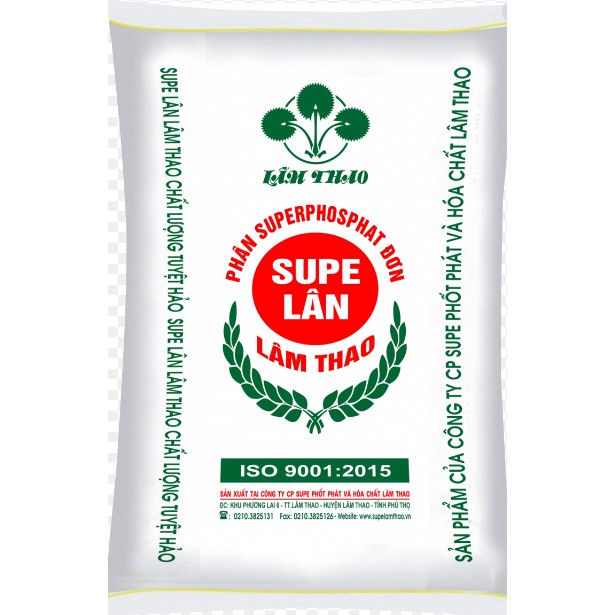 LÂM THAO
PHÂN SUPERPHOSPHAT ĐƠN
SUPE
LÂN
LÂM THAO
SUPE LÂN LÂM THAO CHẤT LƯỢNG TUYỆT HẢO SUPE LÂN LÂM THAO CHẤT LƯỢNG TUYỆT HẢO
SẢN PHẨM CỦA CÔNG TY CP SUPE PHỐT PHÁT VÀ HÓA CHẤT LÂM THAO
ISO 9001:2015
SẢN XUẤT TẠI CÔNG TY CP SUPE PHỐT PHÁT VÀ HÓA CHẤT LÂM THAO
ĐC: KHU PHƯƠNG LAI 6 - TT.LÂM THAO - HUYỆN LÂM THAO - TỈNH PHÚ THỌ
☎: 0210.3825131 Fax: 0210.3825126 - Website: www.supelamthao.vn